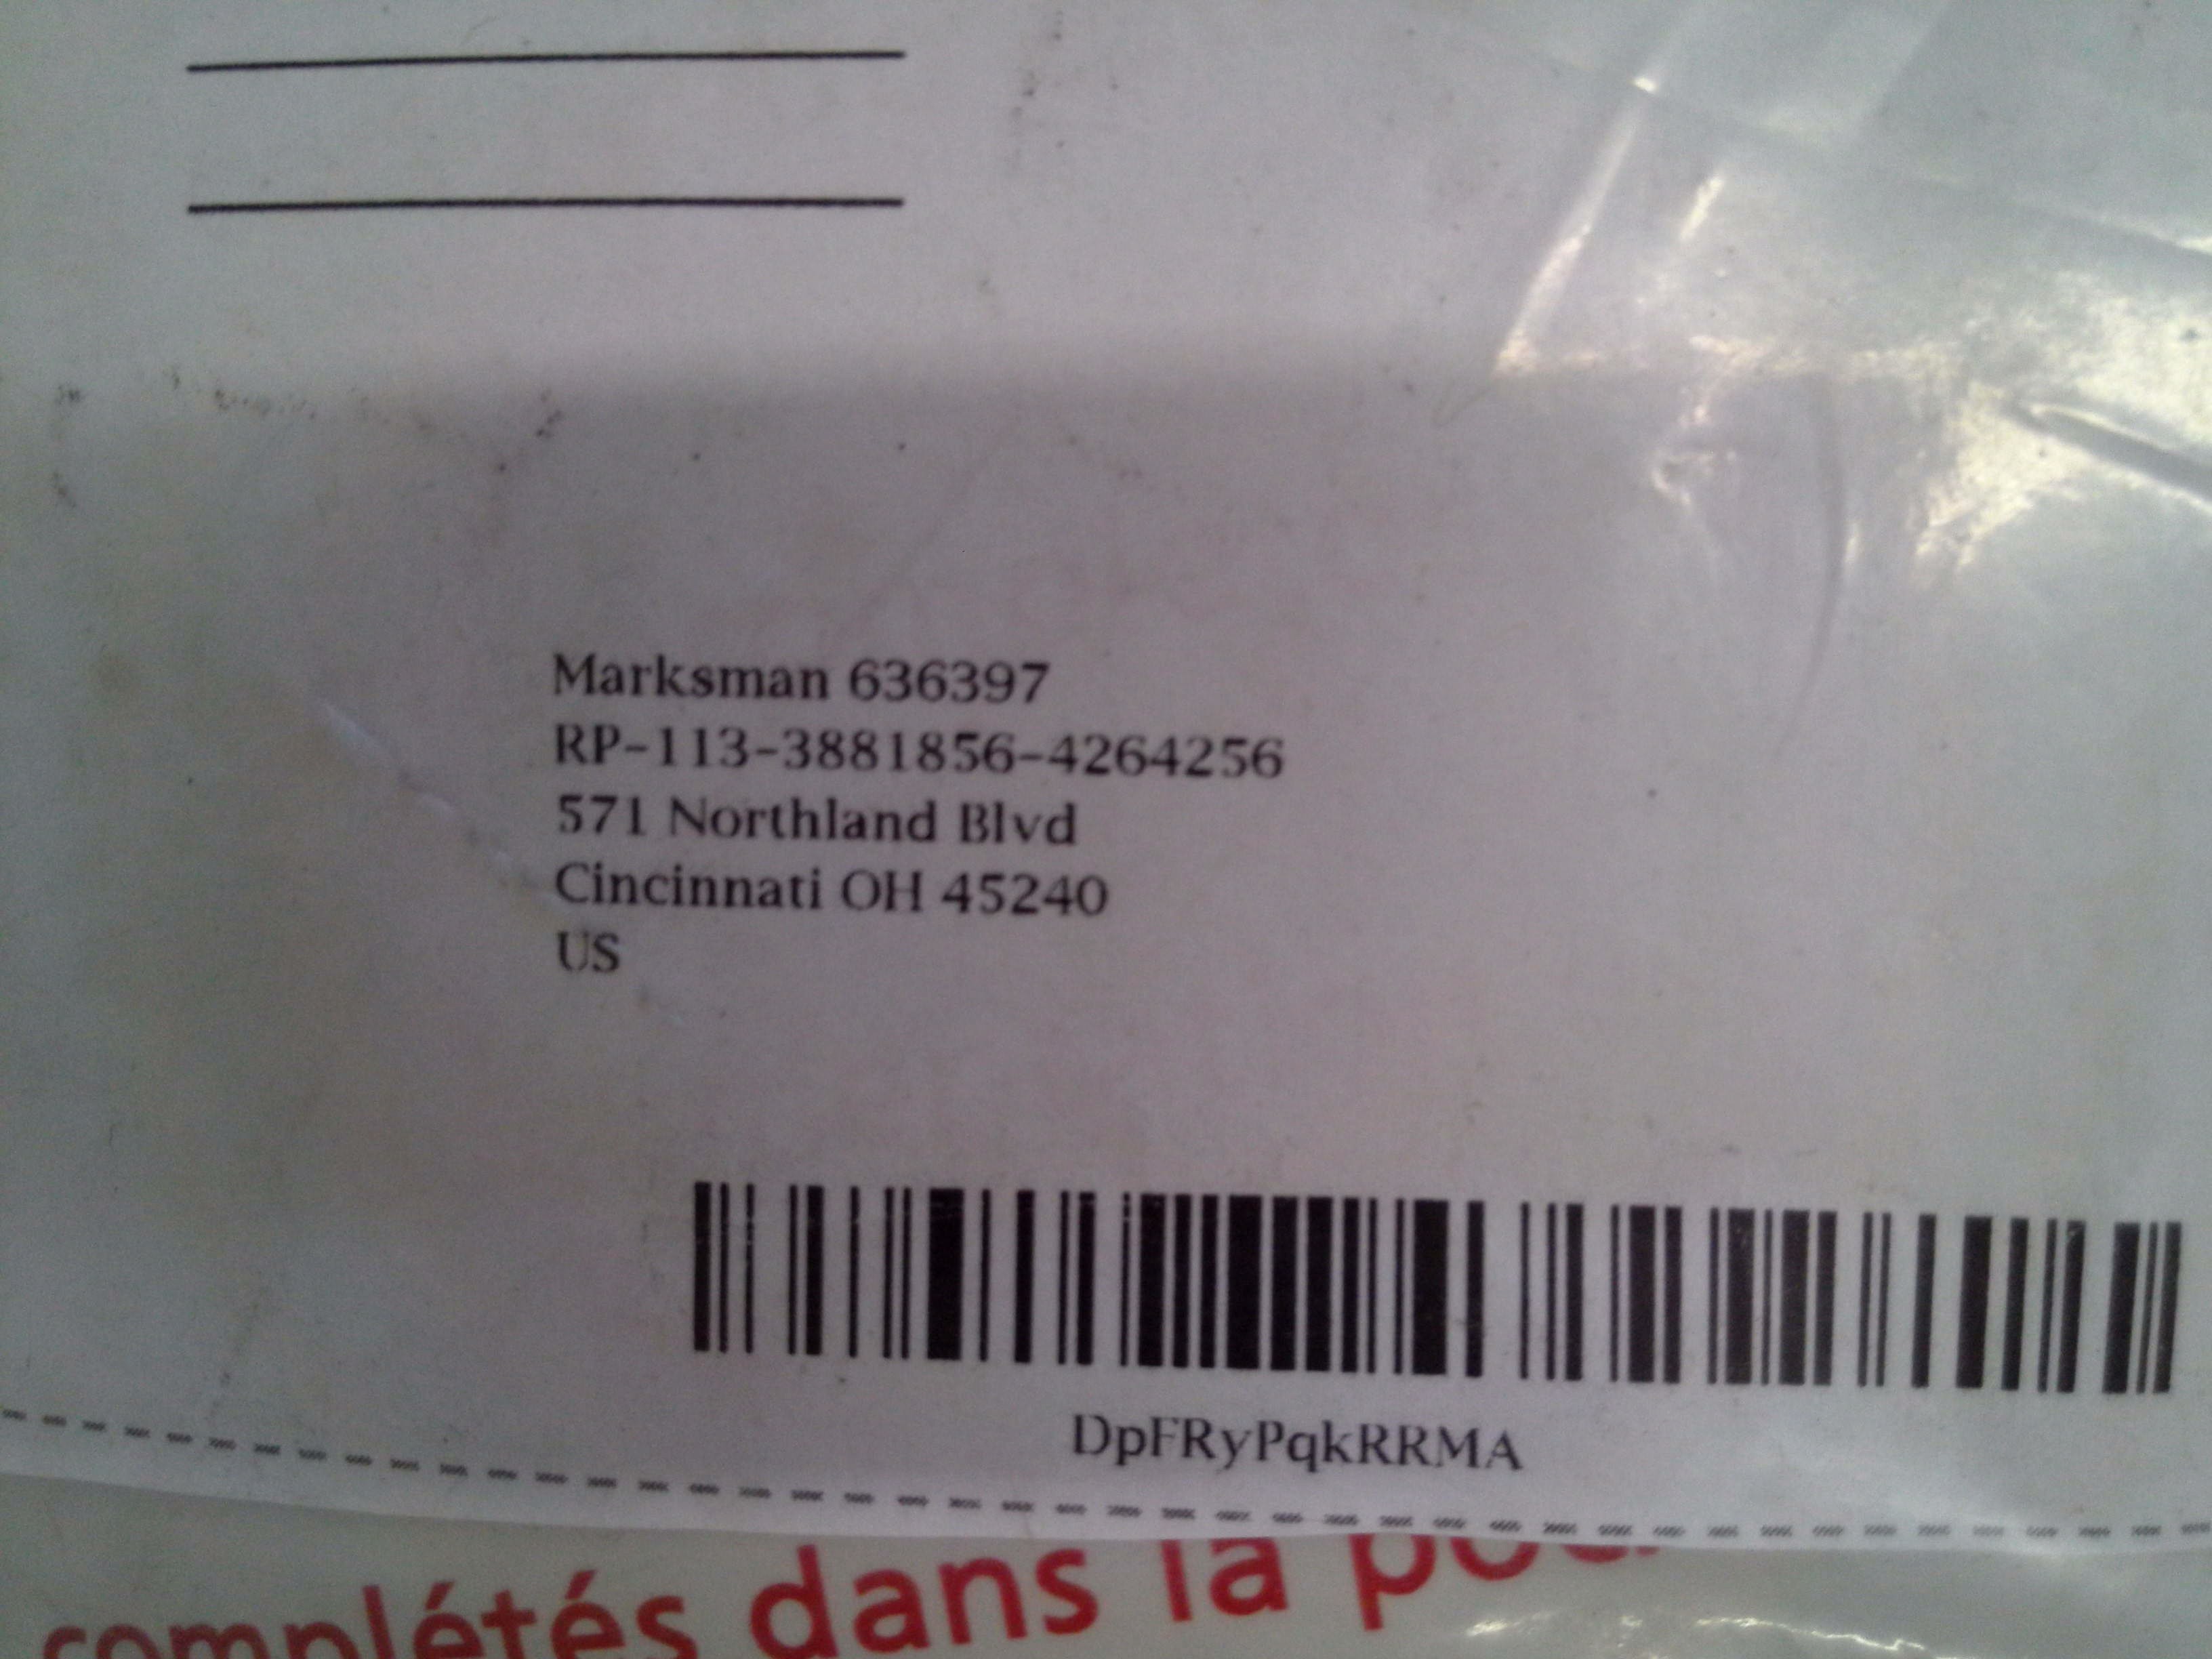 Marksman 636397
RP-113-3881856-4264256
571 Northland Blvd
Cincinnati OH 45240
US
DpFRyPqkRRMA
complétés dans la